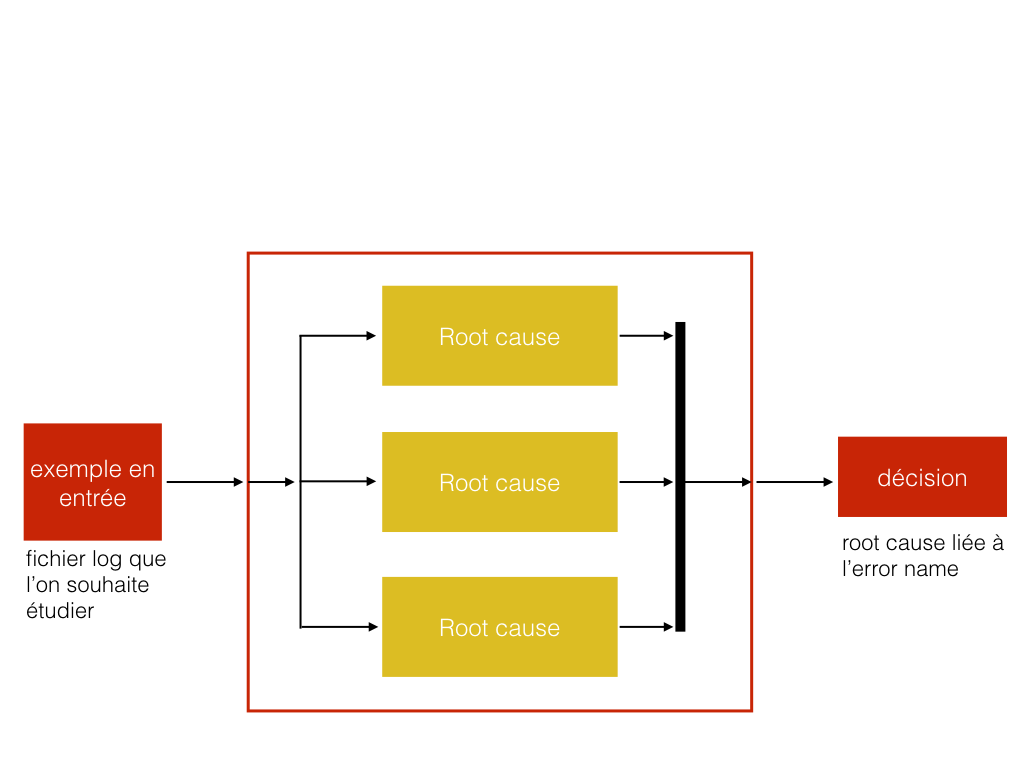 exemple en
entrée
fichier log que
l’on souhaite
étudier
Root cause
Root cause
Root cause
décision
root cause liée à
l’error name